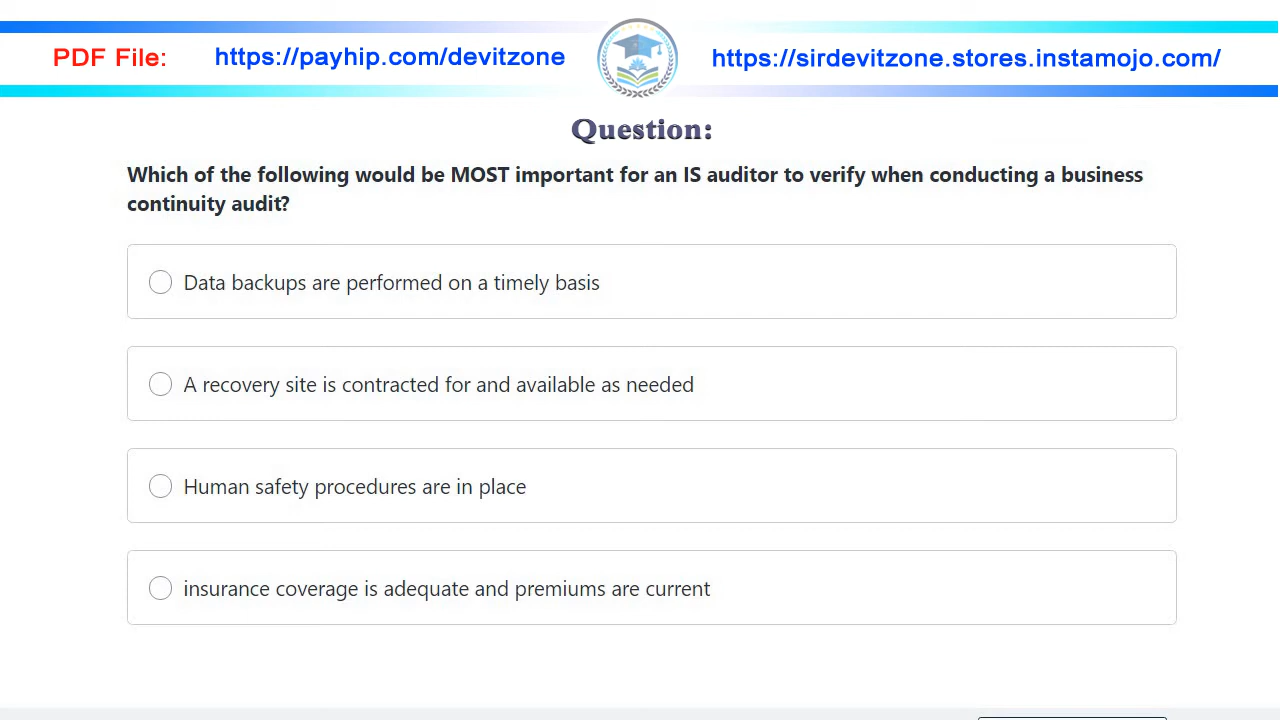 PDF File: https://payhip.com/devitzone https://sirdevitzone.stores.instamojo.com/
Question:
Which of the following would be MOST important for an IS auditor to verify when conducting a business
continuity audit?
Data backups are performed on a timely basis
A recovery site is contracted for and available as needed
Human safety procedures are in place
insurance coverage is adequate and premiums are current